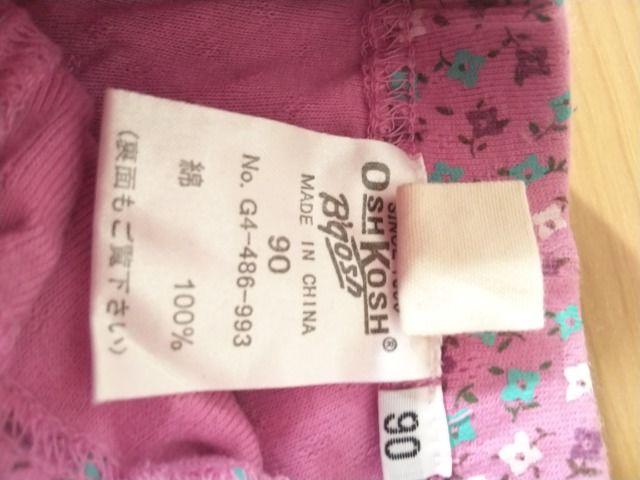 OSHKOSH®
B'gosh
MADE IN CHINA
90
No. G4-486-993
綿 100%
(裏面もご覧下さい)
90